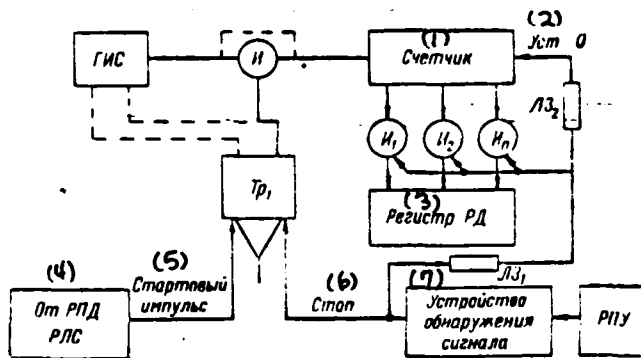 (1)
(2)
Уст 0
ГИС
И
Счетчик
ЛЗ₂
И₁
И₂
Иn
Тр₁
(3)
Регистр РД
(4)
(5)
Стартовый
импульс
(6)
Стоп
(7)
ЛЗ₁
От РПД
РЛС
Устройство
обнаружения
сигнала
РПУ